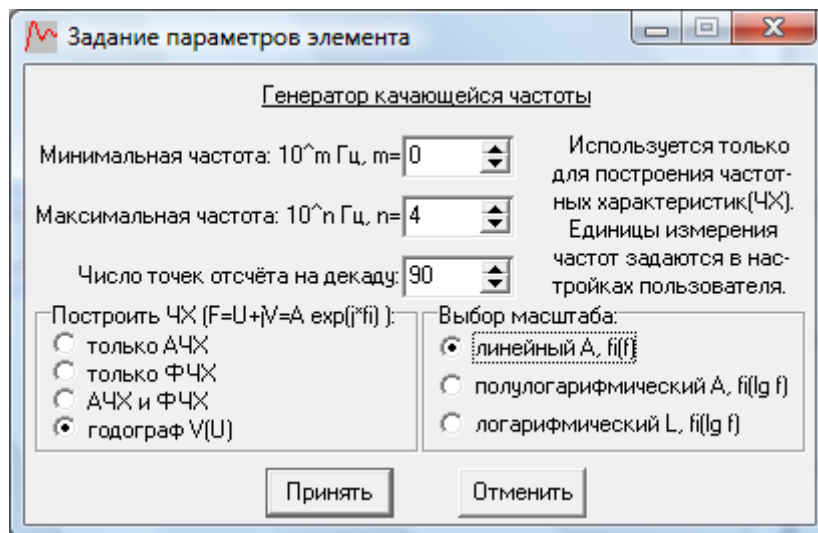 Задание параметров элемента
Генератор качающейся частоты
Минимальная частота: 10^m Гц, m= 0
Максимальная частота: 10^n Гц, n= 4
Число точек отсчёта на декаду: 90
Используется только
для построения частот-
ных характеристик(ЧХ).
Единицы измерения
частот задаются в нас-
тройках пользователя.
Построить ЧХ (F=U+jV=A exp(j*fi) ):
только АЧХ
только ФЧХ
АЧХ и ФЧХ
годограф V(U)
Выбор масштаба:
линейный A, fi(f)
полулогарифмический A, fi(lg f)
логарифмический L, fi(lg f)
Принять
Отменить